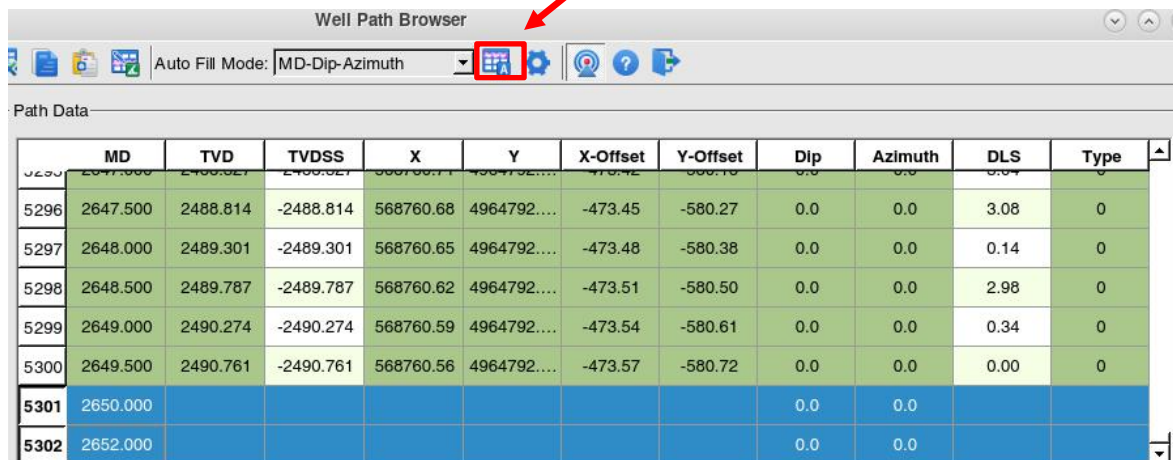 Well Path Browser
Auto Fill Mode: MD-Dip-Azimuth
Path Data
MD TVD TVDSS X Y X-Offset Y-Offset Dip Azimuth DLS Type
5296 2647.500 2488.814 -2488.814 568760.68 4964792.... -473.45 -580.27 0.0 0.0 3.08 0
5297 2648.000 2489.301 -2489.301 568760.65 4964792.... -473.48 -580.38 0.0 0.0 0.14 0
5298 2648.500 2489.787 -2489.787 568760.62 4964792.... -473.51 -580.50 0.0 0.0 2.98 0
5299 2649.000 2490.274 -2490.274 568760.59 4964792.... -473.54 -580.61 0.0 0.0 0.34 0
5300 2649.500 2490.761 -2490.761 568760.56 4964792.... -473.57 -580.72 0.0 0.0 0.00 0
5301 2650.000 0.0 0.0
5302 2652.000 0.0 0.0